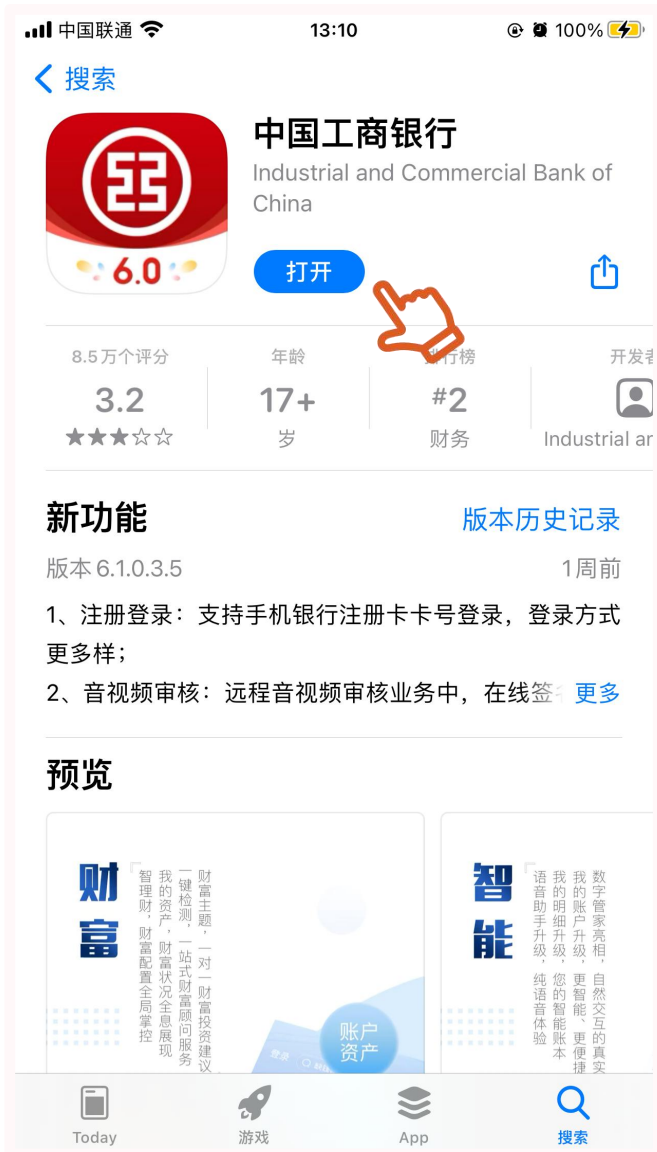 中国联通
13:10
100%
搜索
中国工商银行
Industrial and Commercial Bank of
China
6.0
打开
8.5万个评分
年龄
排行榜
开发者
3.2
17+
#2
岁
财务
Industrial an
新功能
版本历史记录
版本 6.1.0.3.5
1周前
1、注册登录：支持手机银行注册卡卡号登录，登录方式
更多样；
2、音视频审核：远程音视频审核业务中，在线签名
更多
预览
财富
财富主题，一对一财富投资建议
一键检测，一站式财富顾问服务
我的资产，财富状况全息展现
智理财，财富配置全局掌控
登录
账户
资产
智能
数字管家亮相，自然交互的真实
我的账户升级，更智能、更便捷
我的明细升级，您的智能账本
语音助手升级，纯语音体验
Today
游戏
App
搜索